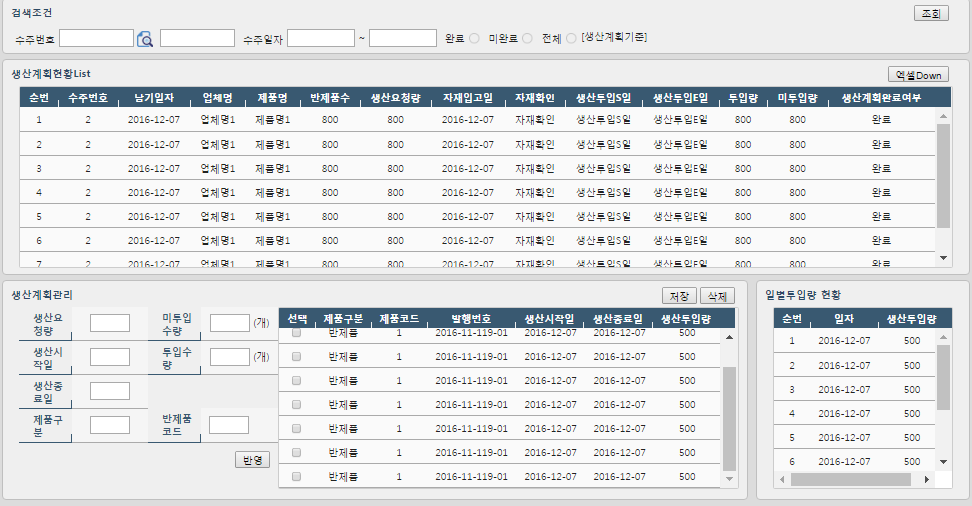 검색조건
조회
수주번호 수주일자 ~ 완료 미완료 전체 [생산계획기준]
생산계획현황List
엑셀Down
순번 수주번호 납기일자 업체명 제품명 반제품수 생산요청량 자재입고일 자재확인 생산투입S일 생산투입E일 투입량 미투입량 생산계획완료여부
1 2 2016-12-07 업체명1 제품명1 800 800 2016-12-07 자재확인 생산투입S일 생산투입E일 800 800 완료
2 2 2016-12-07 업체명1 제품명1 800 800 2016-12-07 자재확인 생산투입S일 생산투입E일 800 800 완료
3 2 2016-12-07 업체명1 제품명1 800 800 2016-12-07 자재확인 생산투입S일 생산투입E일 800 800 완료
4 2 2016-12-07 업체명1 제품명1 800 800 2016-12-07 자재확인 생산투입S일 생산투입E일 800 800 완료
5 2 2016-12-07 업체명1 제품명1 800 800 2016-12-07 자재확인 생산투입S일 생산투입E일 800 800 완료
6 2 2016-12-07 업체명1 제품명1 800 800 2016-12-07 자재확인 생산투입S일 생산투입E일 800 800 완료
7 2 2016-12-07 업체명1 제품명1 800 800 2016-12-07 자재확인 생산투입S일 생산투입E일 800 800 완료
생산계획관리
저장 삭제
생산요
청량
미투입
수량
(개)
생산시
작일
투입수
량
(개)
생산종
료일
제품구
분
반제품
코드
반영
선택 제품구분 제품코드 발행번호 생산시작일 생산종료일 생산투입량
반제품 1 2016-11-119-01 2016-12-07 2016-12-07 500
반제품 1 2016-11-119-01 2016-12-07 2016-12-07 500
반제품 1 2016-11-119-01 2016-12-07 2016-12-07 500
반제품 1 2016-11-119-01 2016-12-07 2016-12-07 500
반제품 1 2016-11-119-01 2016-12-07 2016-12-07 500
반제품 1 2016-11-119-01 2016-12-07 2016-12-07 500
반제품 1 2016-11-119-01 2016-12-07 2016-12-07 500
일별투입량 현황
순번 일자 생산투입량
1 2016-12-07 500
2 2016-12-07 500
3 2016-12-07 500
4 2016-12-07 500
5 2016-12-07 500
6 2016-12-07 500